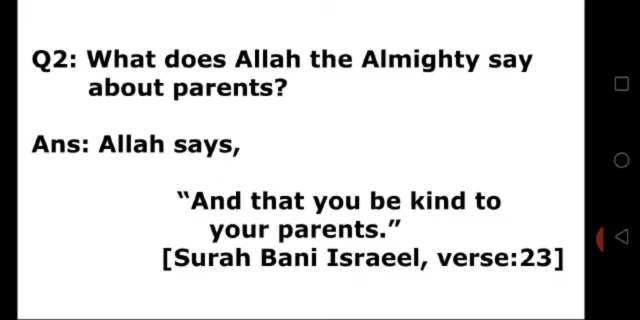 Q2: What does Allah the Almighty say
about parents?
Ans: Allah says,
“And that you be kind to
your parents.”
[Surah Bani Israeel, verse:23]